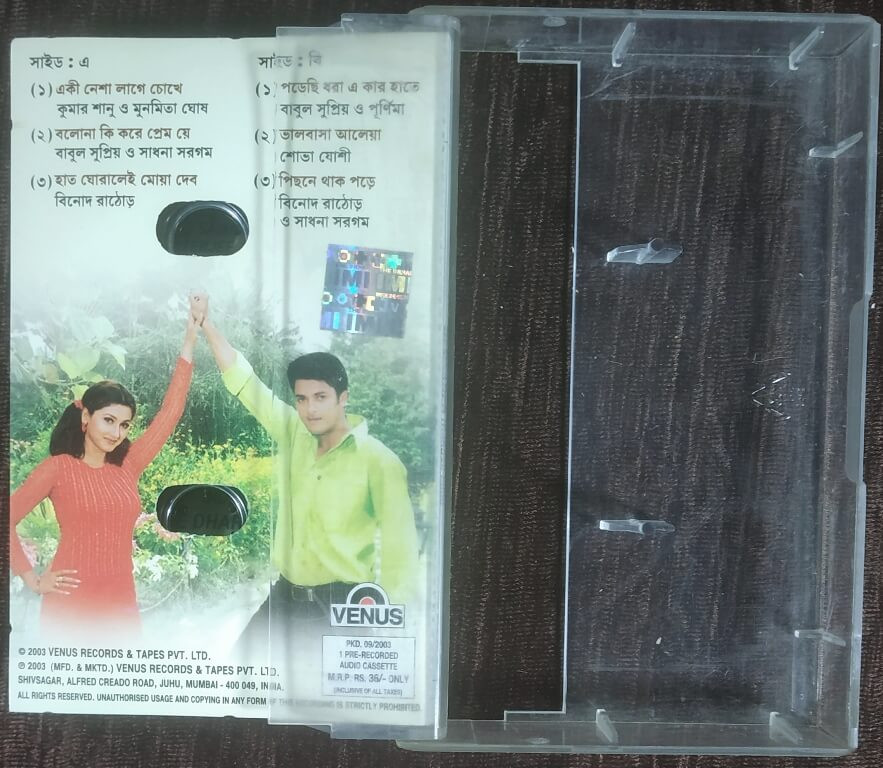 সাইড : এ
(১) একী নেশা লাগে চোখে
কুমার শানু ও মুনমিতা ঘোষ
(২) বলোনা কি করে প্রেম যে
বাবুল সুপ্রিয় ও সাধনা সরগম
(৩) হাত ঘোরালেই মোয়া দেব
বিনোদ রাঠোড়
সাইড : বি
(১) পড়েছি ধরা এ কার হাতে
বাবুল সুপ্রিয় ও পূর্ণিমা
(২) ভালবাসা আলেয়া
শোভা যোশী
(৩) পিছনে থাক পড়ে
বিনোদ রাঠোড়
ও সাধনা সরগম
VENUS
PKD. 09/2003
1 PRE-RECORDED
AUDIO CASSETTE
M.R.P. RS. 36/- ONLY
(INCLUSIVE OF ALL TAXES)
© 2003 VENUS RECORDS & TAPES PVT. LTD.
℗ 2003 (MFD. & MKTD.) VENUS RECORDS & TAPES PVT. LTD.
SHIVSAGAR, ALFRED CREADO ROAD, JUHU, MUMBAI - 400 049, INDIA.
ALL RIGHTS RESERVED. UNAUTHORISED USAGE AND COPYING IN ANY FORM OF THIS RECORDING IS STRICTLY PROHIBITED.